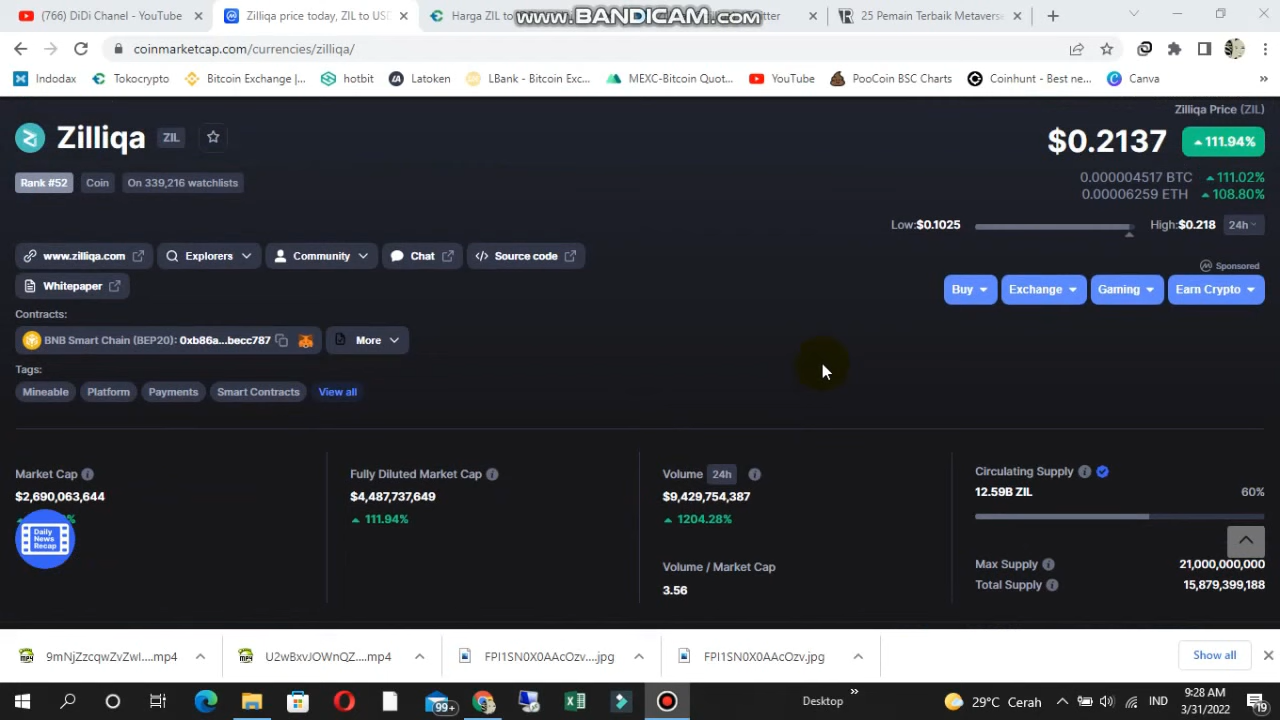 (766) DiDi Chanel - YouTube
Zilliqa price today, ZIL to US
Harga ZIL to
www.BANDICAM.com
tter
25 Pemain Terbaik Metaverse
coinmarketcap.com/currencies/zilliqa/
Indodax
Tokocrypto
Bitcoin Exchange |...
hotbit
Latoken
LBank - Bitcoin Exc...
MEXC-Bitcoin Quot...
YouTube
PooCoin BSC Charts
Coinhunt - Best ne...
Canva
Zilliqa ZIL
Zilliqa Price (ZIL)
$0.2137 111.94%
Rank #52 Coin On 339,216 watchlists
0.000004517 BTC 111.02%
0.00006259 ETH 108.80%
Low:$0.1025 High:$0.218 24h
www.zilliqa.com Explorers Community Chat Source code
Whitepaper
Sponsored
Buy Exchange Gaming Earn Crypto
Contracts:
BNB Smart Chain (BEP20): 0xb86a...becc787 More
Tags:
Mineable Platform Payments Smart Contracts View all
Market Cap
$2,690,063,644
Daily
News
Recap
Fully Diluted Market Cap
$4,487,737,649
111.94%
Volume 24h
$9,429,754,387
1204.28%
Volume / Market Cap
3.56
Circulating Supply
12.59B ZIL 60%
Max Supply 21,000,000,000
Total Supply 15,879,399,188
9mNjZzcqwZvZwI....mp4
U2wBxvJOWnQZ....mp4
FPI1SN0X0AAcOzv....jpg
FPI1SN0X0AAcOzv.jpg
Show all
99+
Desktop
29°C Cerah
IND
9:28 AM
3/31/2022
19